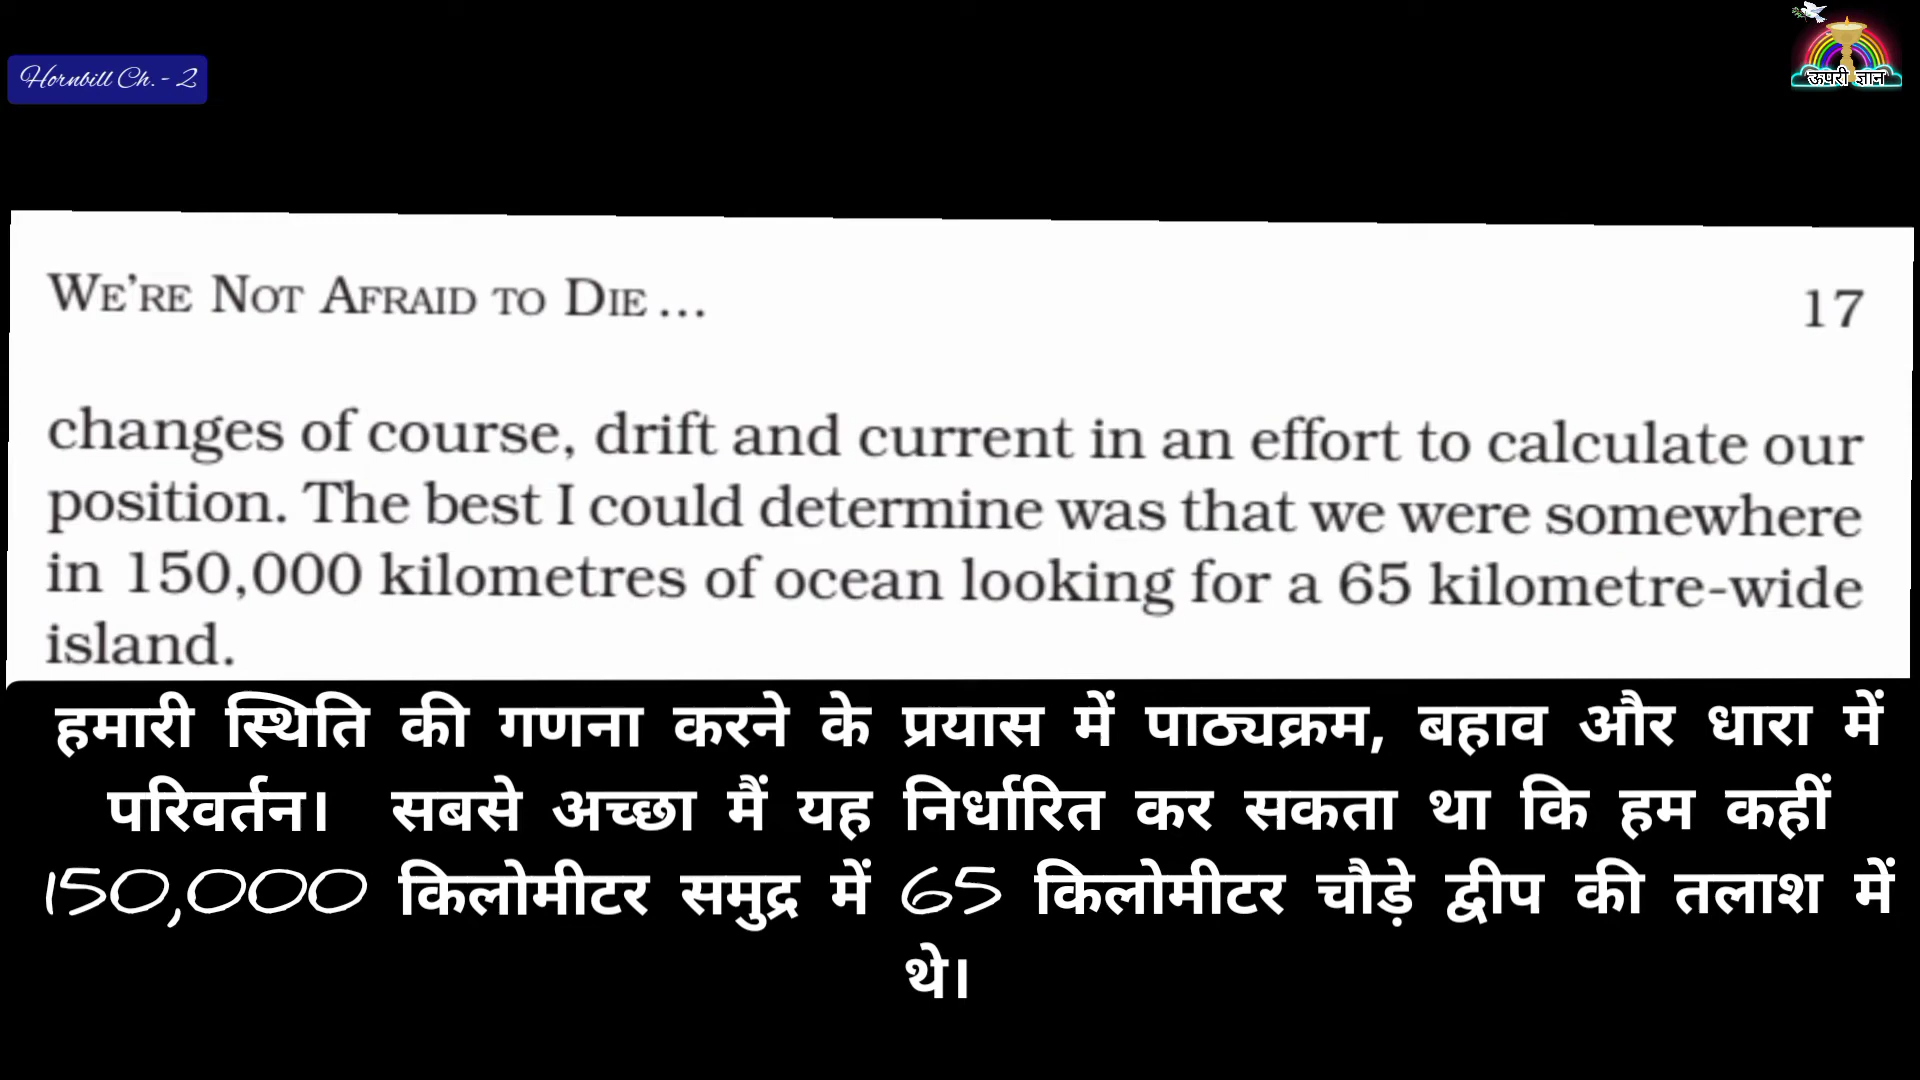 Hornbill Ch. - 2
ऊपरी ज्ञान
WE'RE NOT AFRAID TO DIE ... 17
changes of course, drift and current in an effort to calculate our
position. The best I could determine was that we were somewhere
in 150,000 kilometres of ocean looking for a 65 kilometre-wide
island.
हमारी स्थिति की गणना करने के प्रयास में पाठ्यक्रम, बहाव और धारा में
परिवर्तन। सबसे अच्छा मैं यह निर्धारित कर सकता था कि हम कहीं
150,000 किलोमीटर समुद्र में 65 किलोमीटर चौड़े द्वीप की तलाश में
थे।